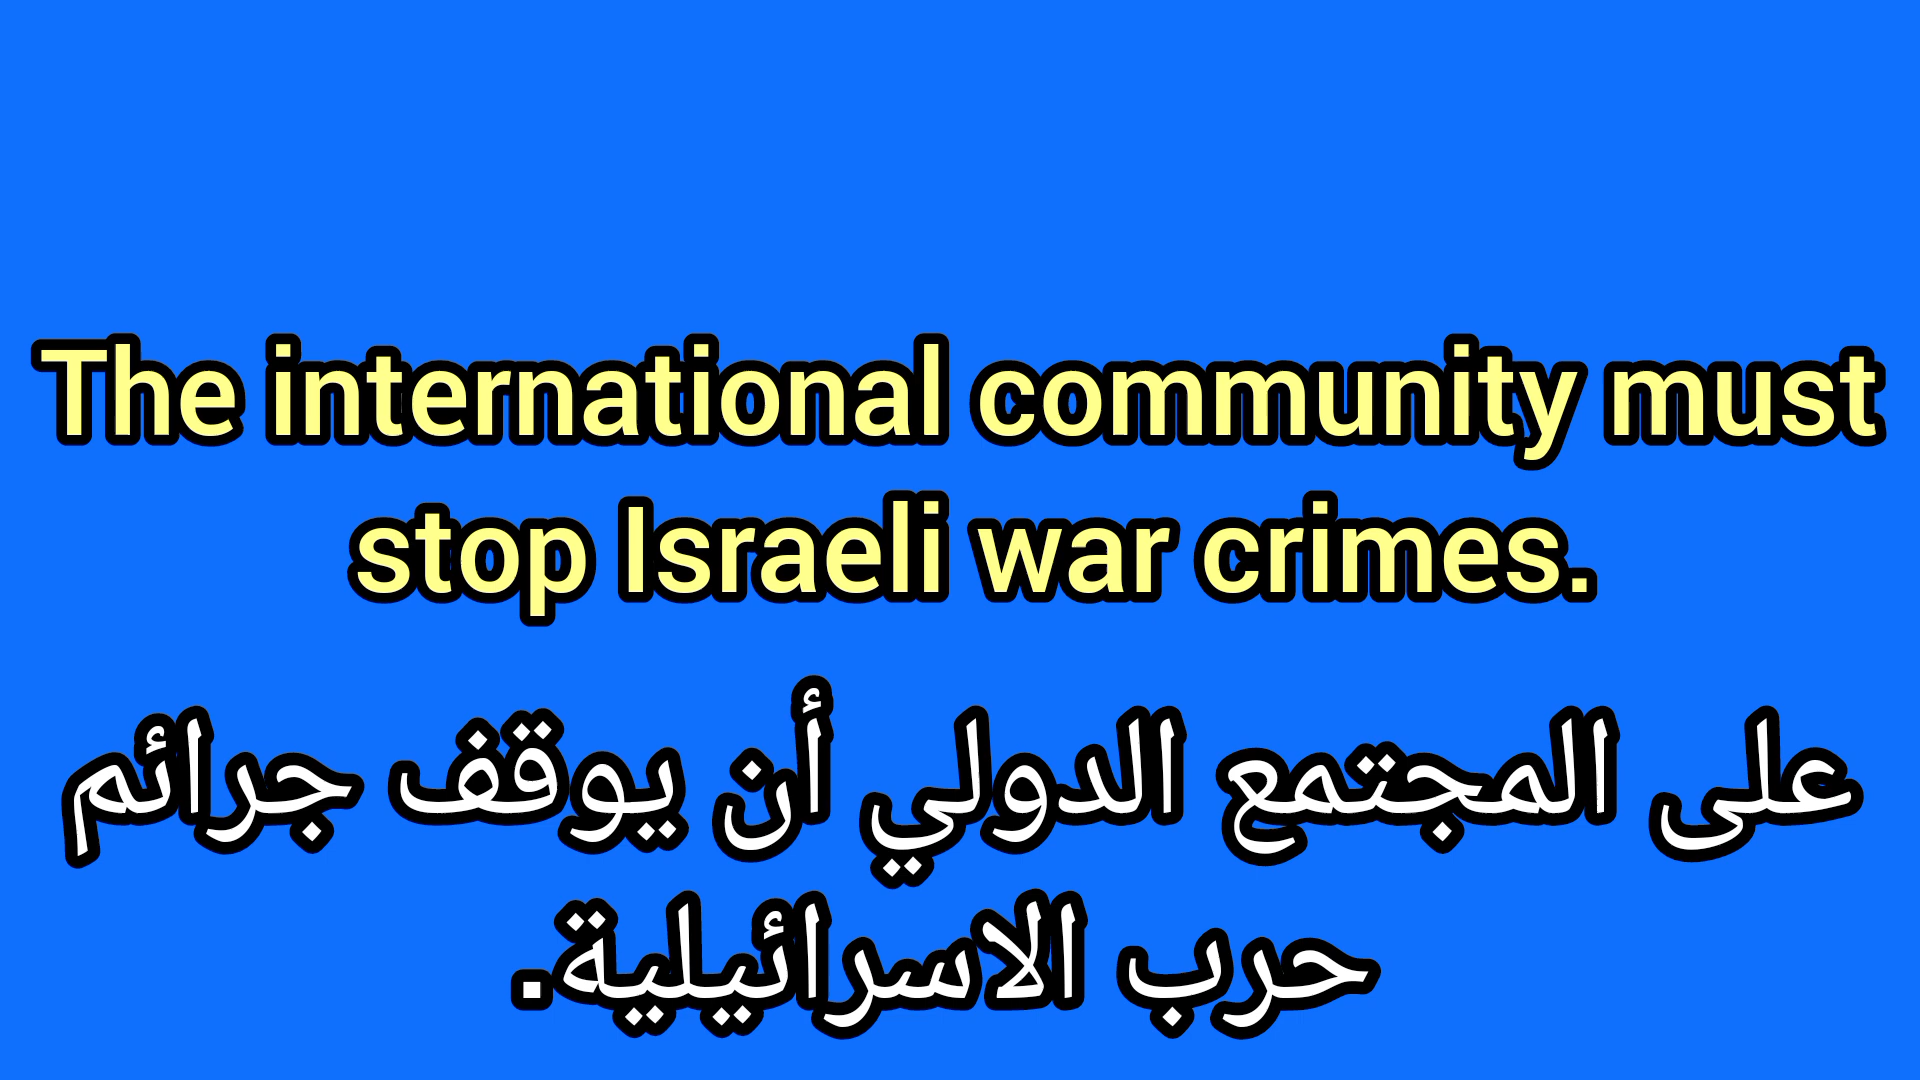 The international community must
stop Israeli war crimes.
على المجتمع الدولي أن يوقف جرائم
حرب الاسرائيلية.